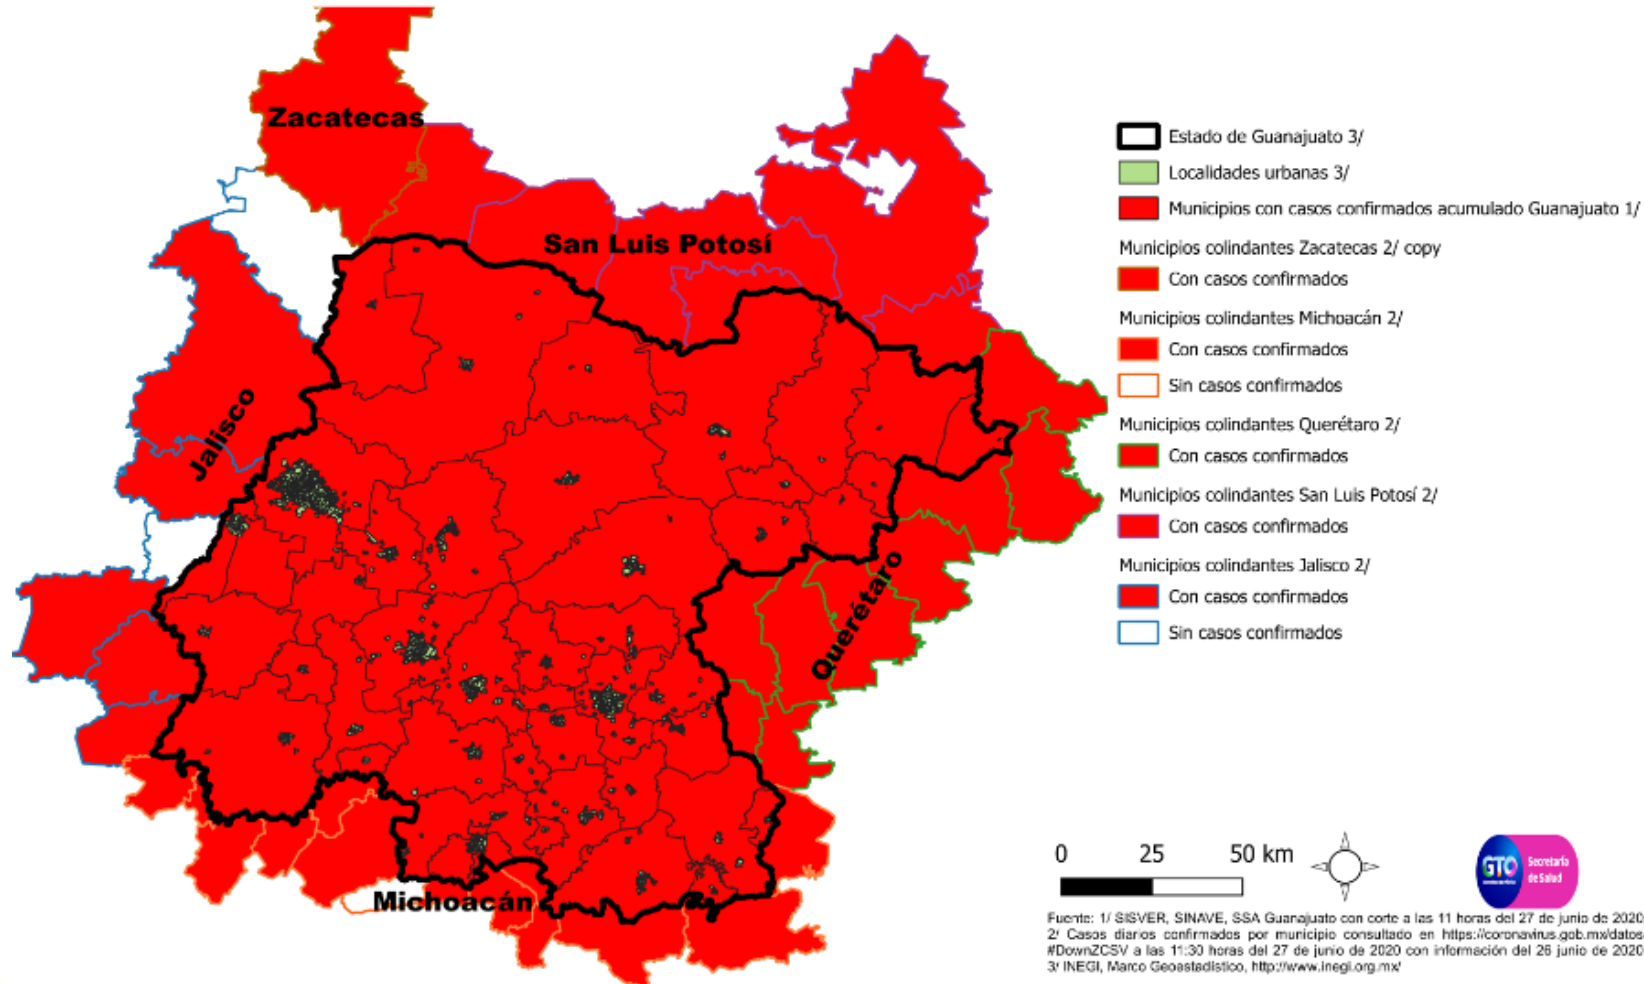 Zacatecas
San Luis Potosí
Jalisco
Querétaro
Michoacán
Estado de Guanajuato 3/
Localidades urbanas 3/
Municipios con casos confirmados acumulado Guanajuato 1/
Municipios colindantes Zacatecas 2/ copy
Con casos confirmados
Municipios colindantes Michoacán 2/
Con casos confirmados
Sin casos confirmados
Municipios colindantes Querétaro 2/
Con casos confirmados
Municipios colindantes San Luis Potosí 2/
Con casos confirmados
Municipios colindantes Jalisco 2/
Con casos confirmados
Sin casos confirmados
0 25 50 km
GTO
Secretaría
de Salud
Fuente: 1/ SISVER, SINAVE, SSA Guanajuato con corte a las 11 horas del 27 de junio de 2020
2/ Casos diarios confirmados por municipio consultado en https://coronavirus.gob.mx/datos
#DownZCSV a las 11:30 horas del 27 de junio de 2020 con información del 26 junio de 2020
3/ INEGI, Marco Geoestadístico, http://www.inegi.org.mx/